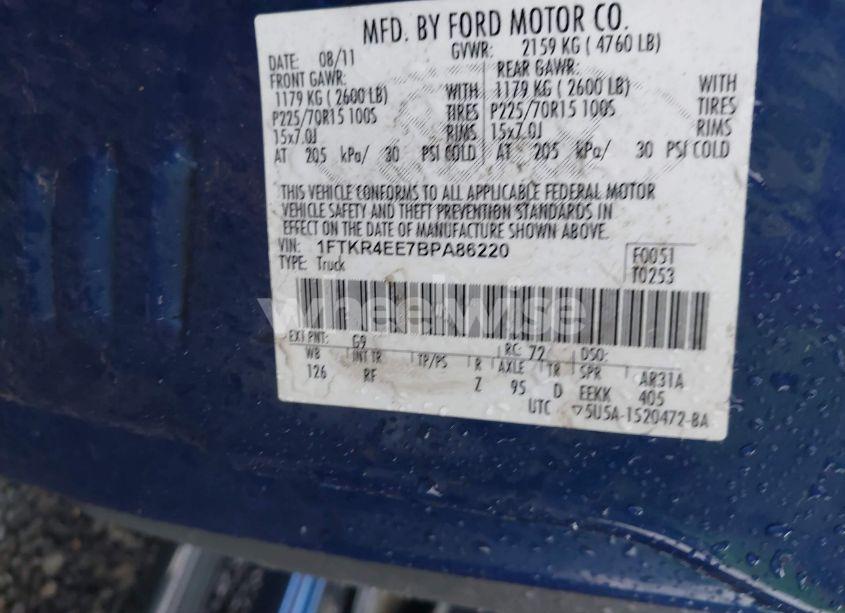 MFD. BY FORD MOTOR CO.
DATE: 08/11 GVWR: 2159 KG ( 4760 LB)
FRONT GAWR: REAR GAWR:
1179 KG ( 2600 LB) WITH 1179 KG ( 2600 LB) WITH
P225/70R15 100S TIRES P225/70R15 100S TIRES
15x7.0J RIMS 15x7.0J RIMS
AT 205 kPa/ 30 PSI COLD AT 205 kPa/ 30 PSI COLD
THIS VEHICLE CONFORMS TO ALL APPLICABLE FEDERAL MOTOR
VEHICLE SAFETY AND THEFT PREVENTION STANDARDS IN
EFFECT ON THE DATE OF MANUFACTURE SHOWN ABOVE.
VIN: 1FTKR4EE7BPA86220 F0051
TYPE: Truck T0253
wheelwise
EXT PNT: G9 RC: 72 DSO:
WB INT TR TP/PS R AXLE TR SPR AR31A
126 RF Z 95 D EEKK 405
UTC ▽5U5A-1520472-BA